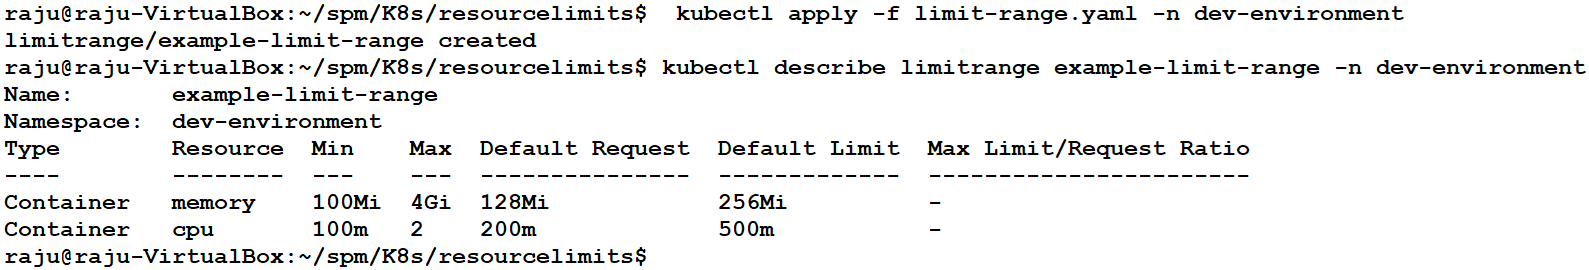 raju@raju-VirtualBox:~/spm/K8s/resourcelimits$  kubectl apply -f limit-range.yaml -n dev-environment
limitrange/example-limit-range created
raju@raju-VirtualBox:~/spm/K8s/resourcelimits$ kubectl describe limitrange example-limit-range -n dev-environment
Name:       example-limit-range
Namespace:  dev-environment
Type        Resource  Min    Max  Default Request  Default Limit  Max Limit/Request Ratio
----        --------  ---    ---  ---------------  -------------  -----------------------
Container   memory    100Mi  4Gi  128Mi            256Mi          -
Container   cpu       100m   2    200m             500m           -
raju@raju-VirtualBox:~/spm/K8s/resourcelimits$